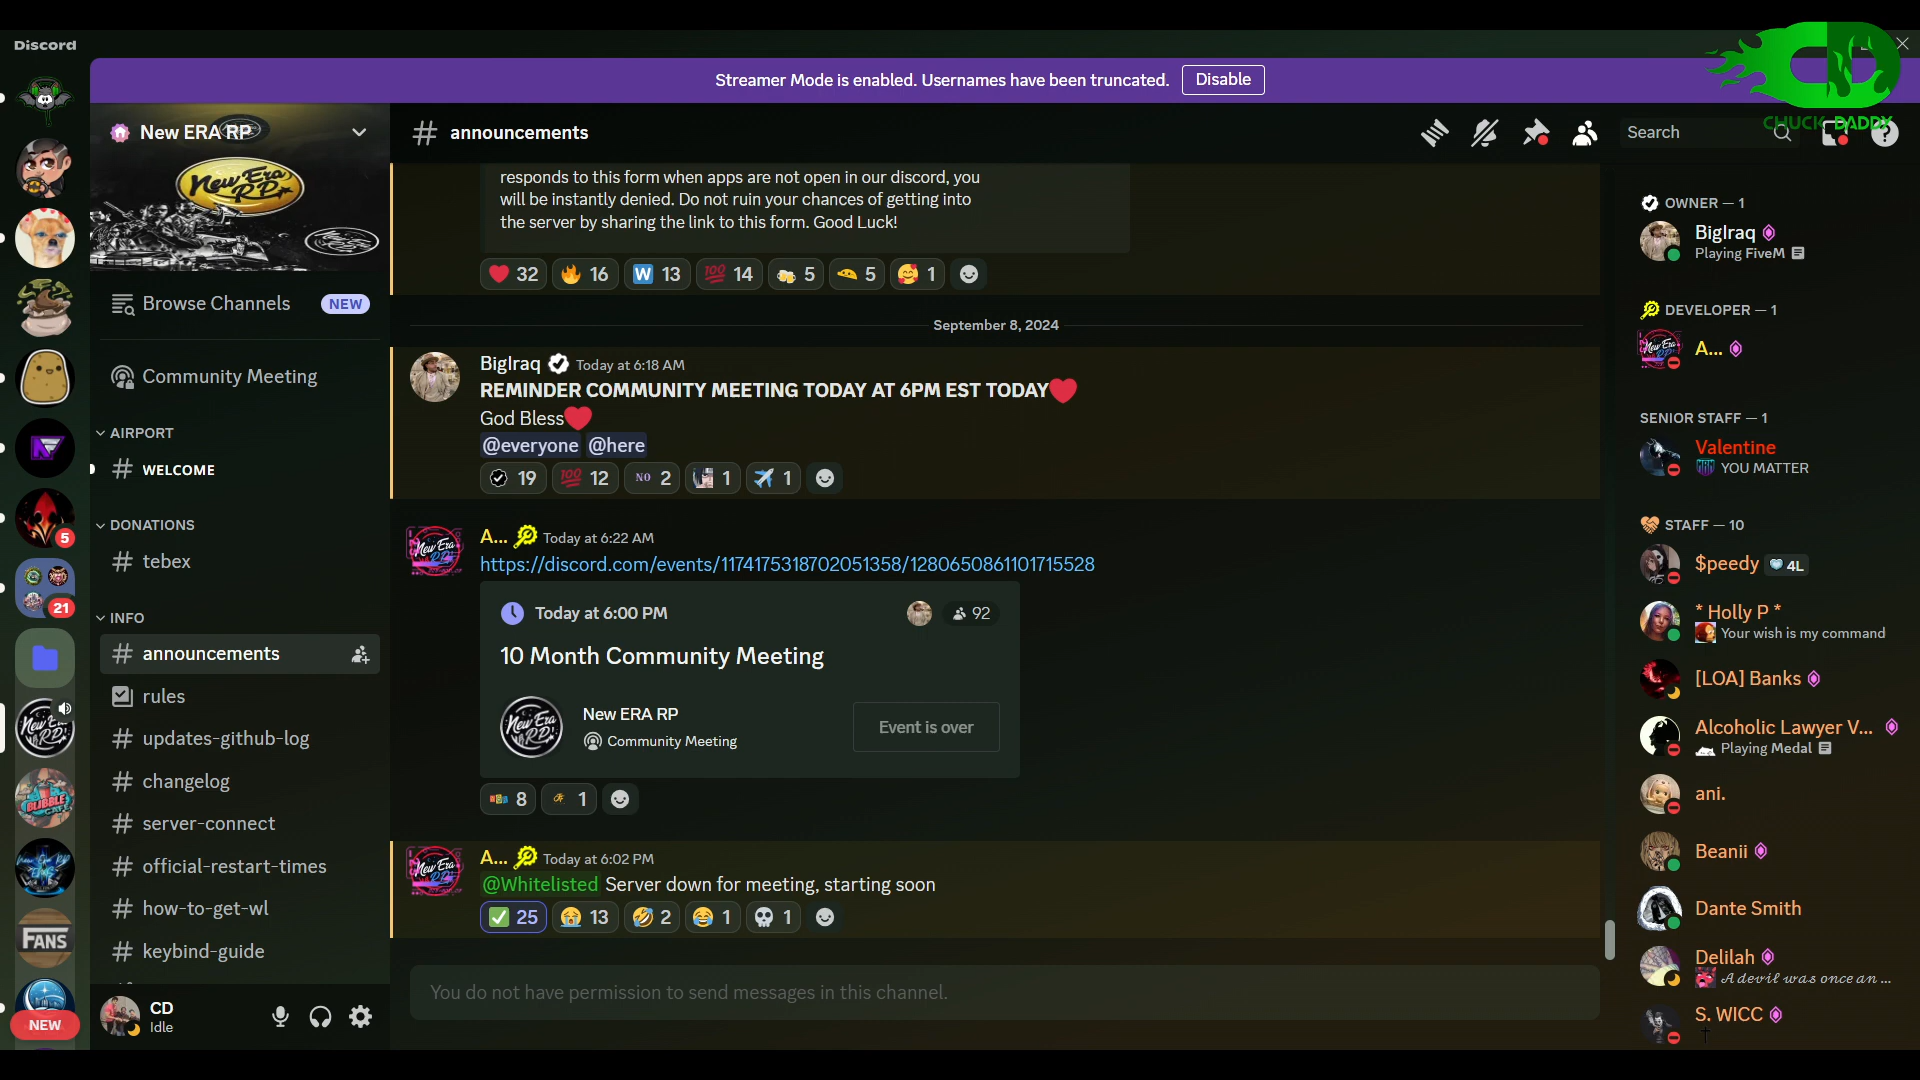 Discord
Streamer Mode is enabled. Usernames have been truncated.
Disable
CHUCK DADDY
New ERA RP
New Era RP
# announcements
Search
Browse Channels
NEW
Community Meeting
AIRPORT
# WELCOME
DONATIONS
# tebex
INFO
# announcements
rules
# updates-github-log
# changelog
# server-connect
# official-restart-times
# how-to-get-wl
# keybind-guide
5
21
FANS
NEW
CD
Idle
responds to this form when apps are not open in our discord, you
will be instantly denied. Do not ruin your chances of getting into
the server by sharing the link to this form. Good Luck!
❤️ 32 🔥 16 W 13 💯 14 🍻 5 🌮 5 🥰 1
September 8, 2024
BigIraq Today at 6:18 AM
REMINDER COMMUNITY MEETING TODAY AT 6PM EST TODAY❤️
God Bless❤️
@everyone @here
19 💯 12 NO 2 1 ✈️ 1
A... Today at 6:22 AM
https://discord.com/events/1174175318702051358/1280650861101715528
Today at 6:00 PM
92
10 Month Community Meeting
New ERA RP
Community Meeting
Event is over
8 1
A... Today at 6:02 PM
@Whitelisted Server down for meeting, starting soon
✅ 25 😭 13 🤣 2 😂 1 💀 1
You do not have permission to send messages in this channel.
OWNER — 1
BigIraq
Playing FiveM
DEVELOPER — 1
A...
SENIOR STAFF — 1
Valentine
YOU MATTER
STAFF — 10
$peedy 4L
* Holly P *
Your wish is my command
[LOA] Banks
Alcoholic Lawyer V...
Playing Medal
ani.
Beanii
Dante Smith
Delilah
A devil was once an ...
S. WICC